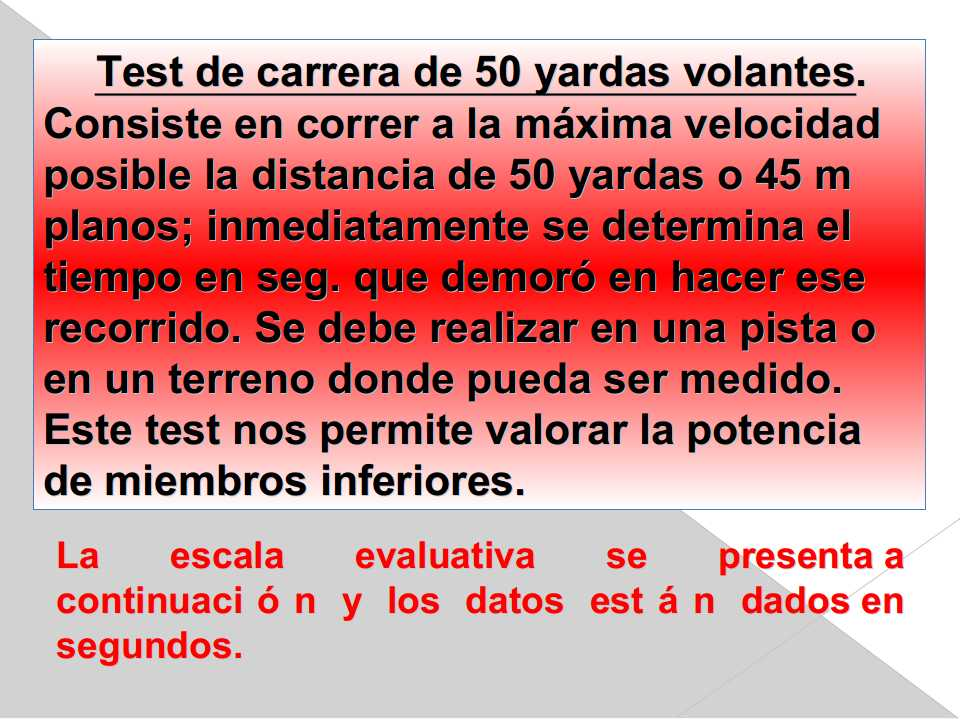 Test de carrera de 50 yardas volantes.
Consiste en correr a la máxima velocidad
posible la distancia de 50 yardas o 45 m
planos; inmediatamente se determina el
tiempo en seg. que demoró en hacer ese
recorrido. Se debe realizar en una pista o
en un terreno donde pueda ser medido.
Este test nos permite valorar la potencia
de miembros inferiores.
La escala evaluativa se presenta a
continuaci ó n y los datos est á n dados en
segundos.